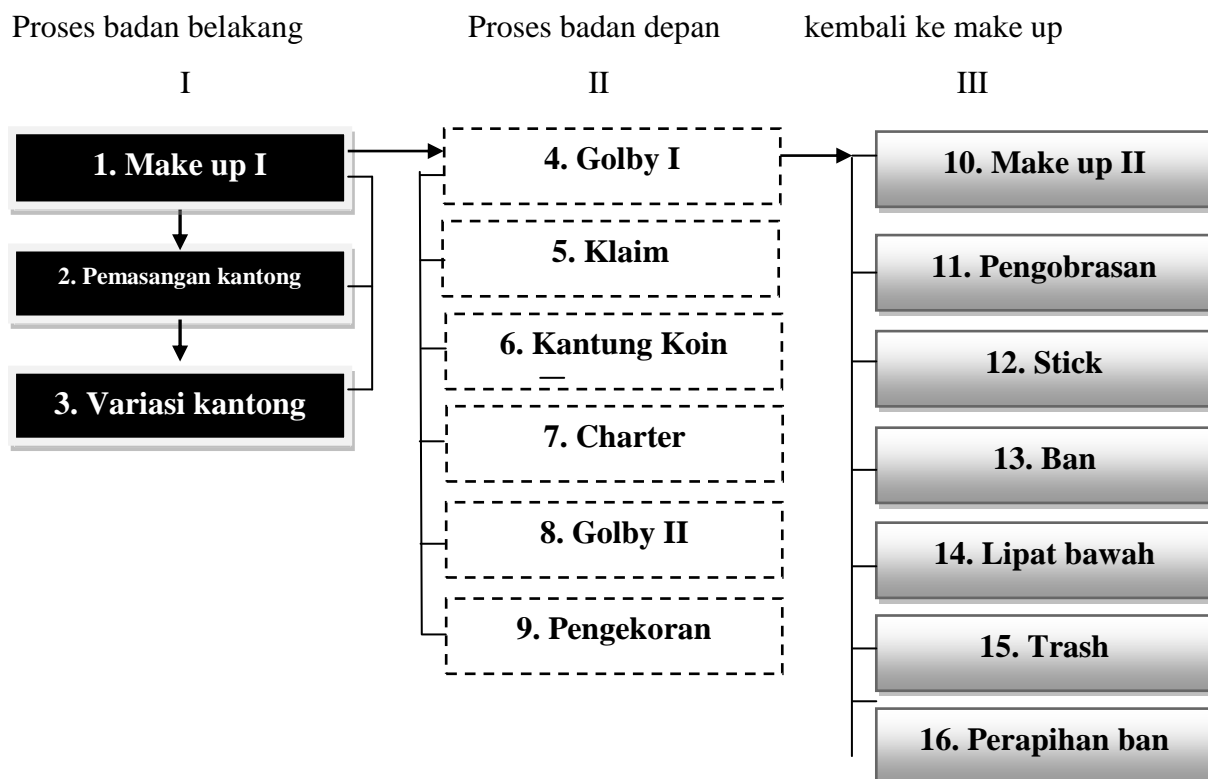 Proses badan belakang
I
1. Make up I
2. Pemasangan kantong
3. Variasi kantong
Proses badan depan
II
4. Golby I
5. Klaim
6. Kantung Koin
7. Charter
8. Golby II
9. Pengekoran
kembali ke make up
III
10. Make up II
11. Pengobrasan
12. Stick
13. Ban
14. Lipat bawah
15. Trash
16. Perapihan ban